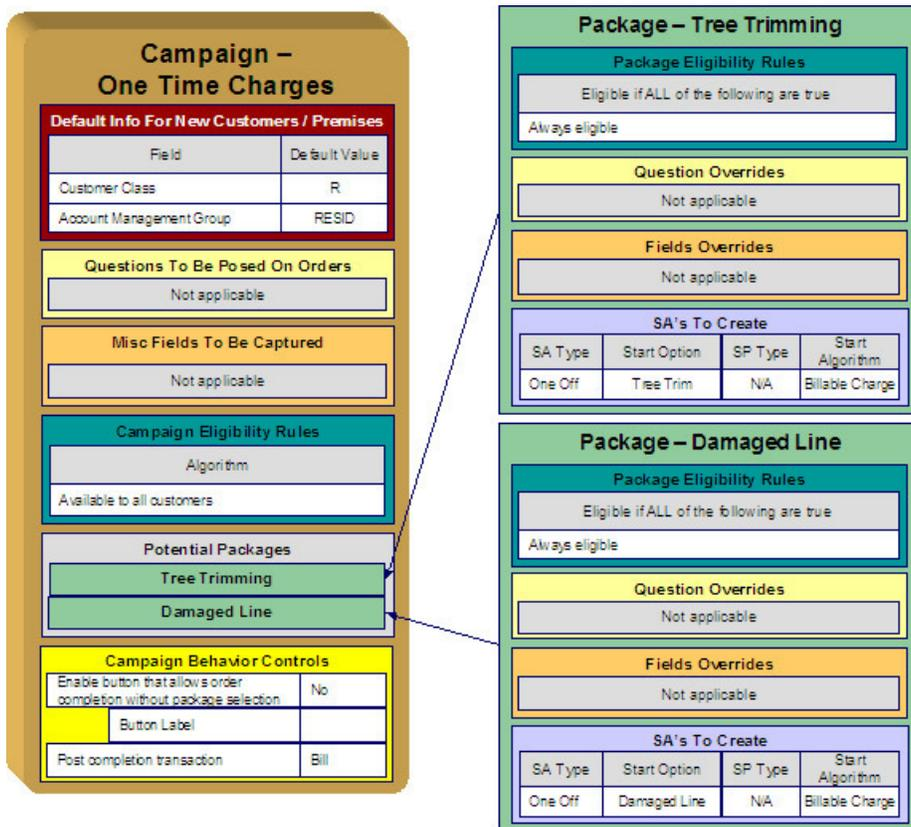 Campaign –
One Time Charges
Default Info For New Customers / Premises
Field Default Value
Customer Class R
Account Management Group RESID
Questions To Be Posed On Orders
Not applicable
Misc Fields To Be Captured
Not applicable
Campaign Eligibility Rules
Algorithm
Available to all customers
Potential Packages
Tree Trimming
Damaged Line
Campaign Behavior Controls
Enable button that allows order
completion without package selection No
Button Label
Post completion transaction Bill
Package – Tree Trimming
Package Eligibility Rules
Eligible if ALL of the following are true
Always eligible
Question Overrides
Not applicable
Fields Overrides
Not applicable
SA's To Create
SA Type Start Option SP Type Start
Algorithm
One Off Tree Trim N/A Billable Charge
Package – Damaged Line
Package Eligibility Rules
Eligible if ALL of the following are true
Always eligible
Question Overrides
Not applicable
Fields Overrides
Not applicable
SA's To Create
SA Type Start Option SP Type Start
Algorithm
One Off Damaged Line N/A Billable Charge